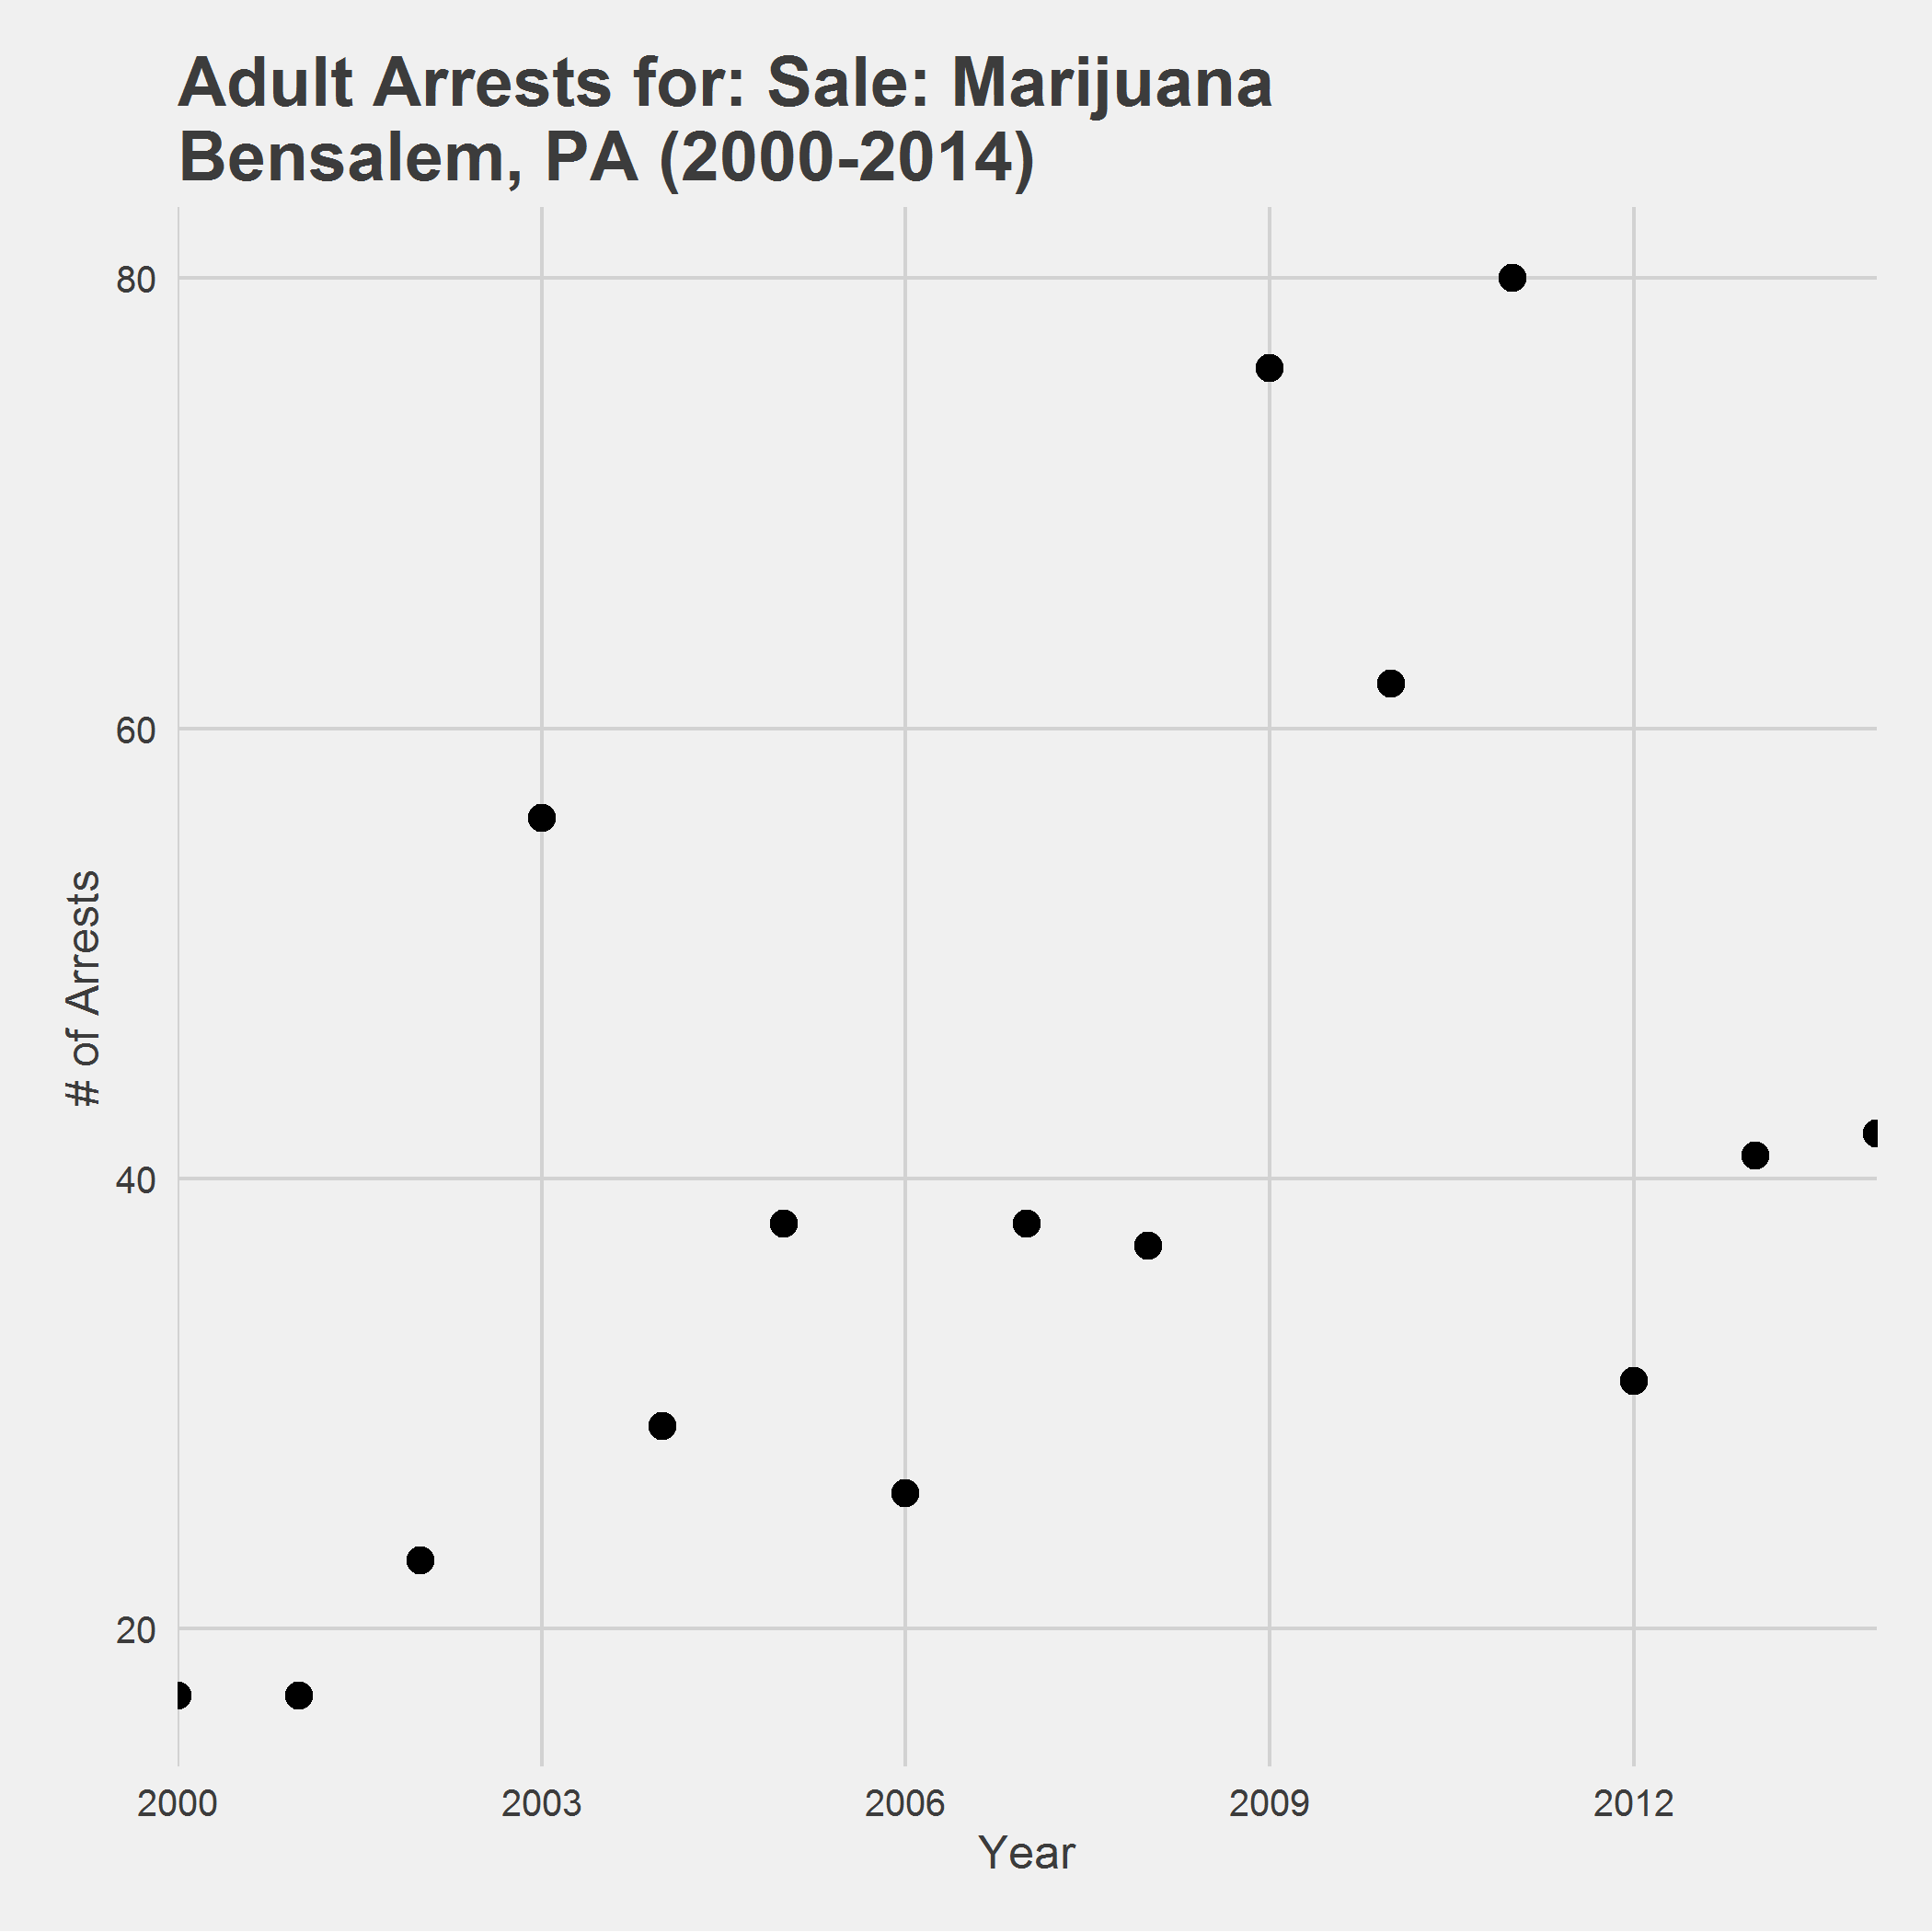 Adult Arrests for: Sale: Marijuana
Bensalem, PA (2000-2014)
80
60
40
20
# of Arrests
2000 2003 2006 2009 2012
Year